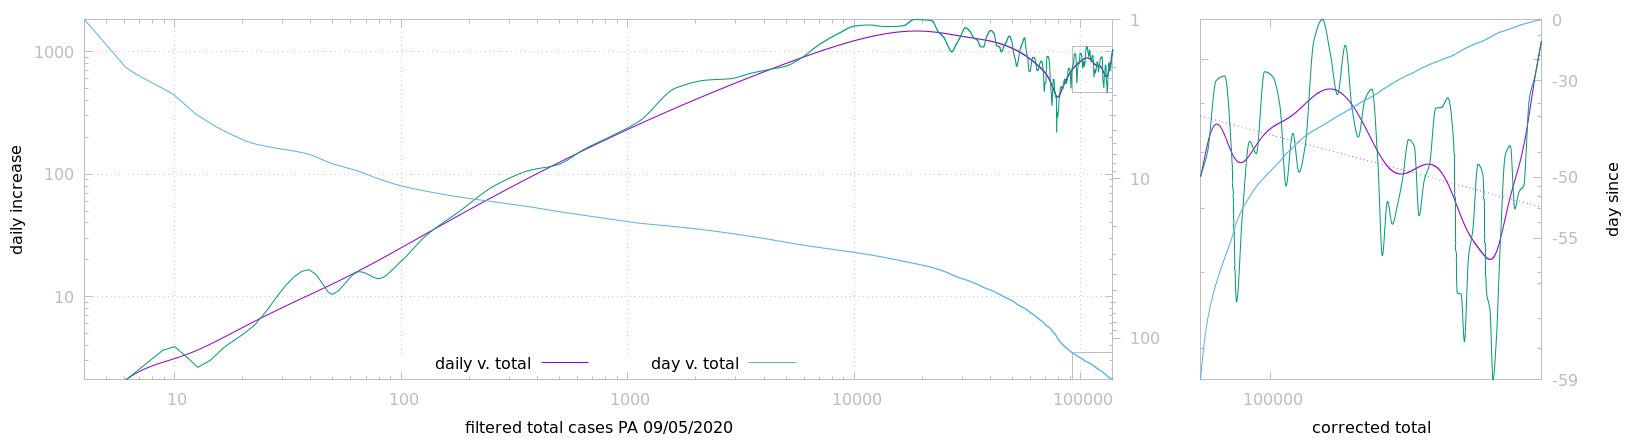 1000
100
10
daily increase
daily v. total
day v. total
10
100
1000
10000
100000
filtered total cases PA 09/05/2020
1
10
100
0
-30
-50
-55
-59
day since
100000
corrected total